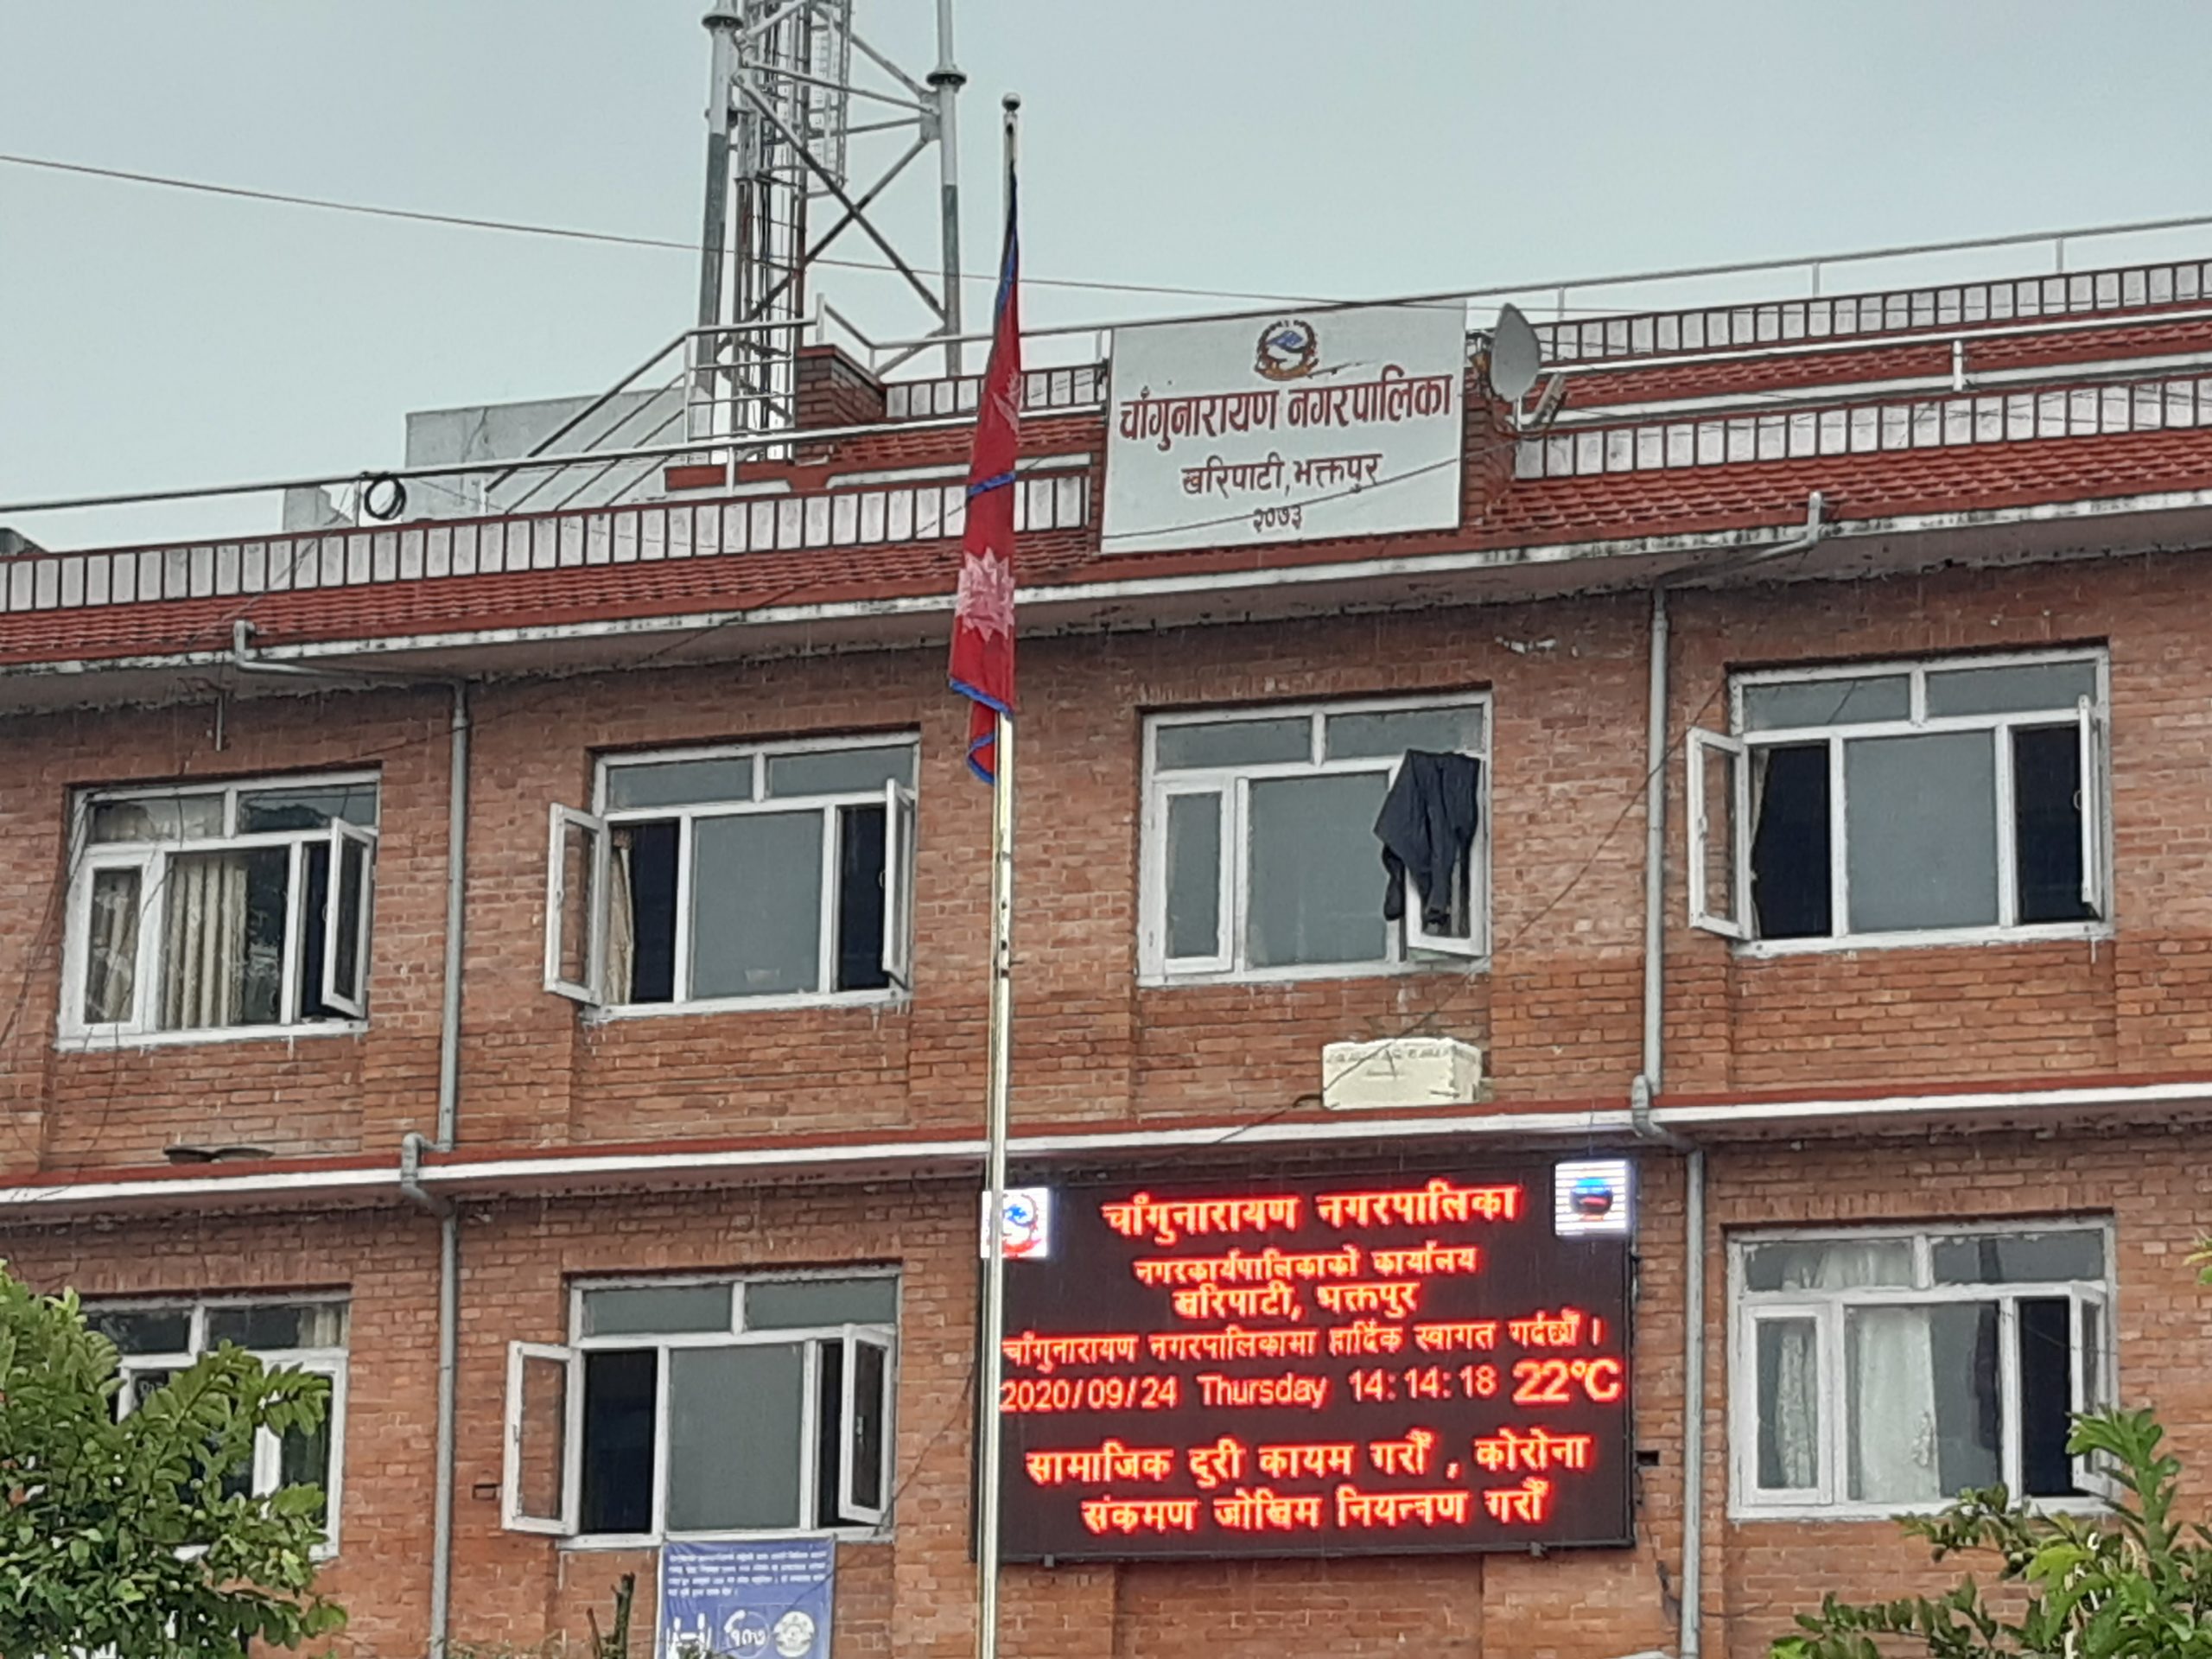 चाँगुनारायण नगरपालिका
खरिपाटी, भक्तपुर
२०७३
चाँगुनारायण नगरपालिका
नगरकार्यपालिकाको कार्यालय
खरिपाटी, भक्तपुर
चाँगुनारायण नगरपालिकामा हार्दिक स्वागत गर्दछौं ।
2020/09/24 Thursday 14:14:18 22°C
सामाजिक दुरी कायम गरौँ , कोरोना
संक्रमण जोखिम नियन्त्रण गरौँ
१०७